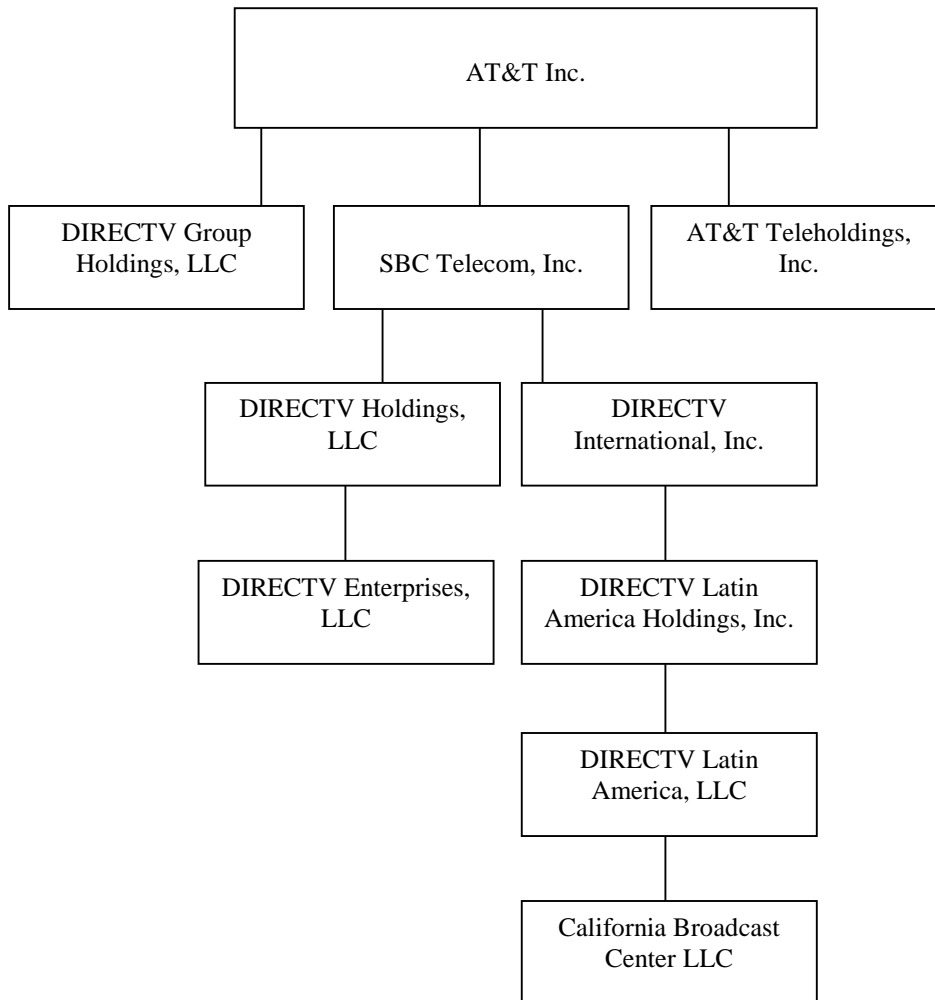 AT&T Inc.
DIRECTV Group
Holdings, LLC
SBC Telecom, Inc.
AT&T Teleholdings,
Inc.
DIRECTV Holdings,
LLC
DIRECTV
International, Inc.
DIRECTV Enterprises,
LLC
DIRECTV Latin
America Holdings, Inc.
DIRECTV Latin
America, LLC
California Broadcast
Center LLC